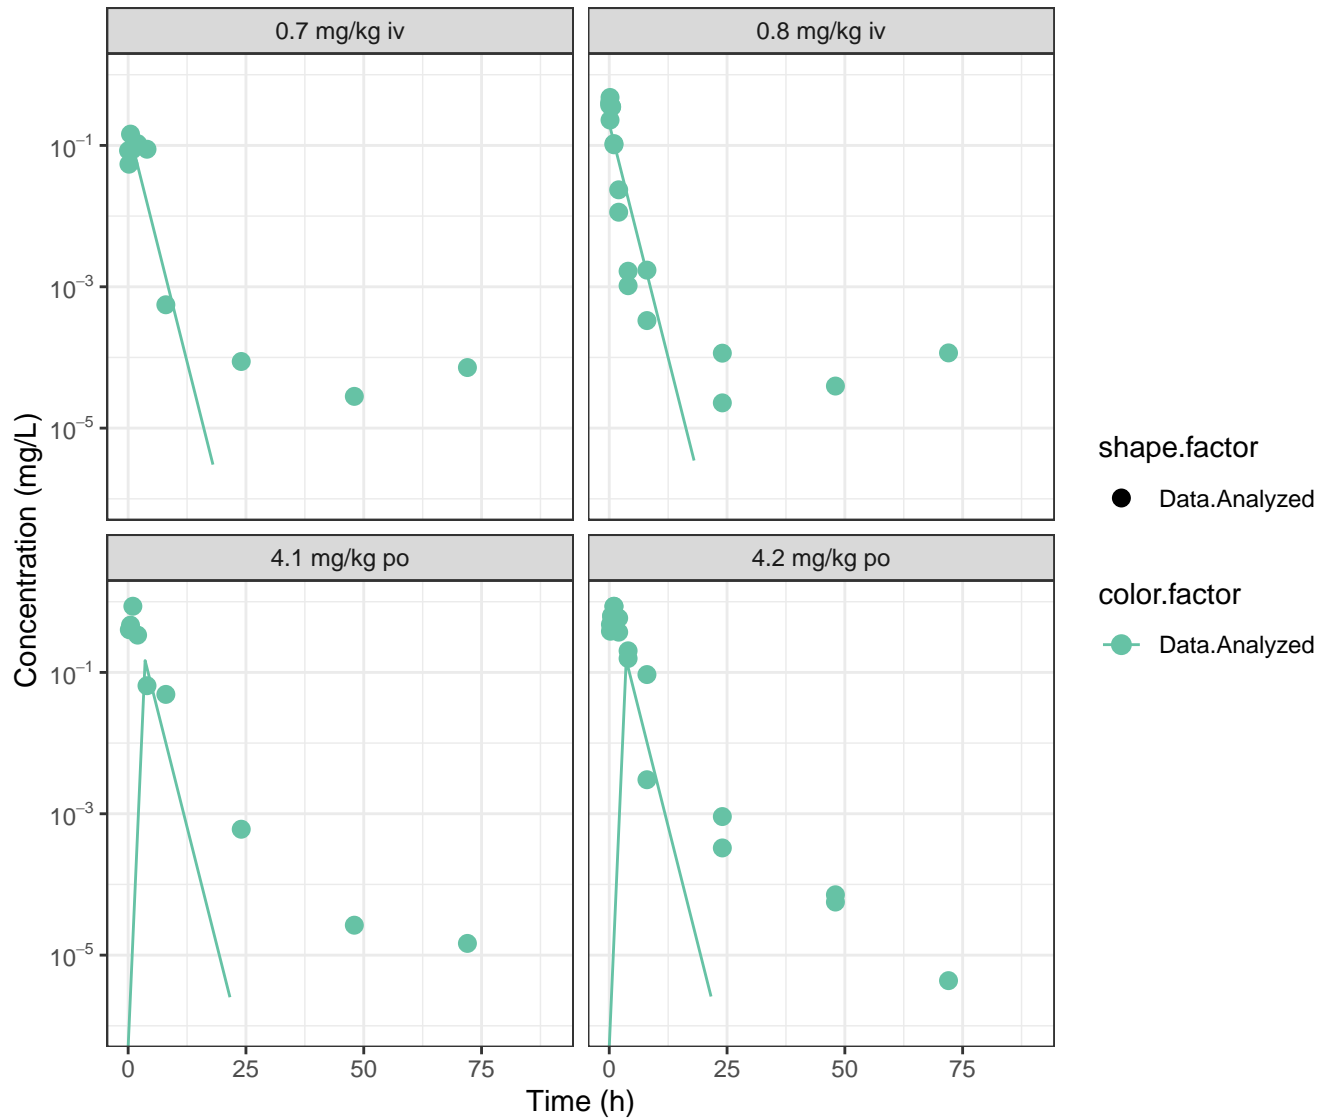 0.7 mg/kg iv
0.8 mg/kg iv
10⁻¹
10⁻³
10⁻⁵
4.1 mg/kg po
4.2 mg/kg po
10⁻¹
10⁻³
10⁻⁵
0 25 50 75
0 25 50 75
Time (h)
Concentration (mg/L)
shape.factor
Data.Analyzed
color.factor
Data.Analyzed